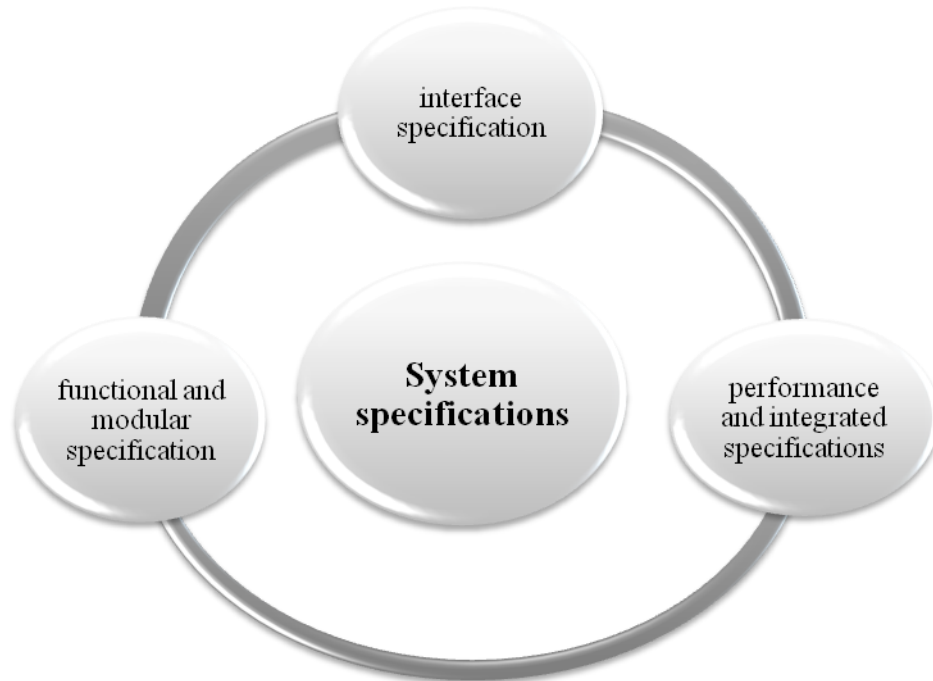 interface
specification
System
specifications
functional and
modular
specification
performance
and integrated
specifications